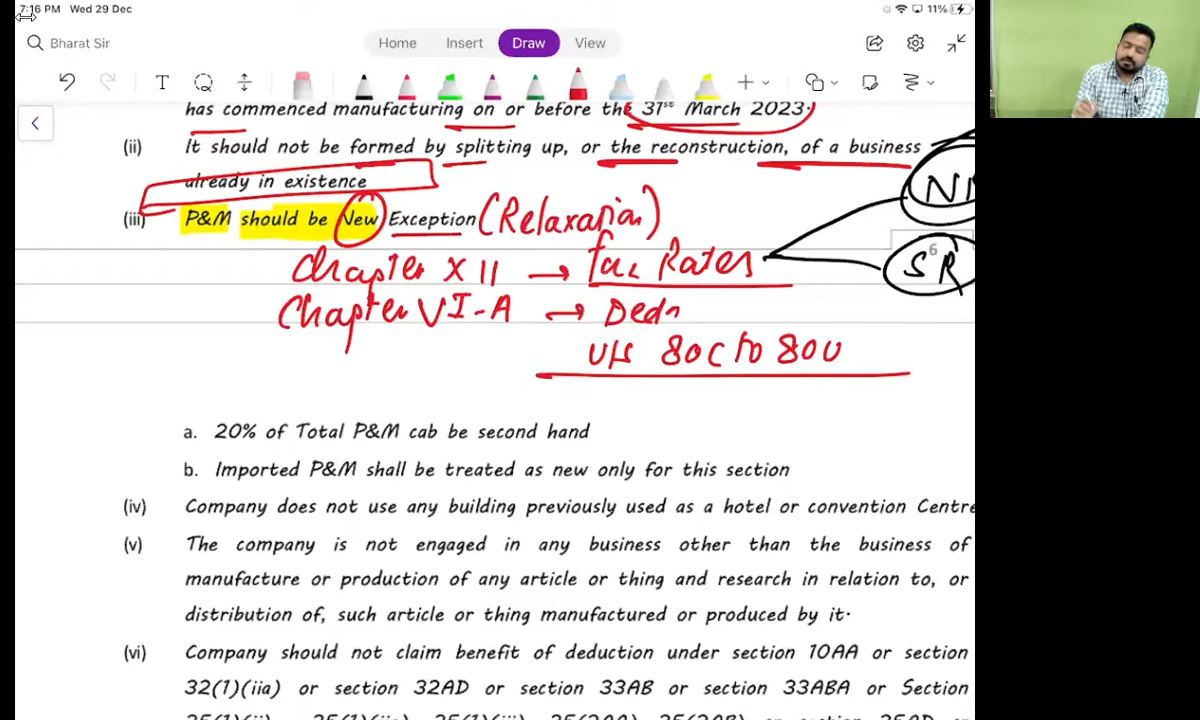 7:16 PM Wed 29 Dec
11%
Bharat Sir
Home Insert Draw View
has commenced manufacturing on or before the 31st March 2023.
(ii) It should not be formed by splitting up, or the reconstruction, of a business
already in existence
(iii) P&M should be New Exception (Relaxation)
6
SR
Chapter XII → Tax Rates
Chapter VI-A → Dedn
U/s 80C to 80U
a. 20% of Total P&M cab be second hand
b. Imported P&M shall be treated as new only for this section
(iv) Company does not use any building previously used as a hotel or convention Centre
(v) The company is not engaged in any business other than the business of
manufacture or production of any article or thing and research in relation to, or
distribution of, such article or thing manufactured or produced by it.
(vi) Company should not claim benefit of deduction under section 10AA or section
32(1)(iia) or section 32AD or section 33AB or section 33ABA or Section